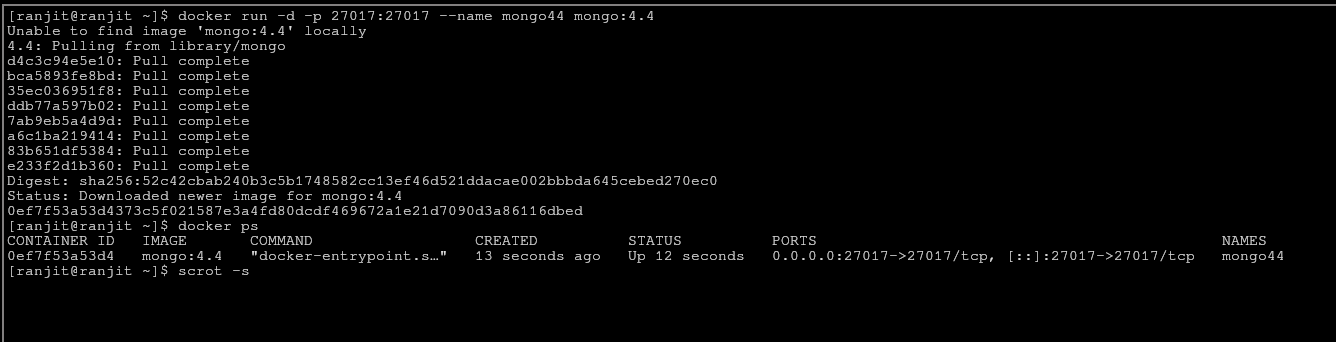 [ranjit@ranjit ~]$ docker run -d -p 27017:27017 --name mongo44 mongo:4.4
Unable to find image 'mongo:4.4' locally
4.4: Pulling from library/mongo
d4c3c94e5e10: Pull complete
bca5893fe8bd: Pull complete
35ec036951f8: Pull complete
ddb77a597b02: Pull complete
7ab9eb5a4d9d: Pull complete
a6c1ba219414: Pull complete
83b651df5384: Pull complete
e233f2d1b360: Pull complete
Digest: sha256:52c42cbab240b3c5b1748582cc13ef46d521ddacae002bbbda645cebed270ec0
Status: Downloaded newer image for mongo:4.4
0ef7f53a53d4373c5f021587e3a4fd80dcdf469672a1e21d7090d3a86116dbed
[ranjit@ranjit ~]$ docker ps
CONTAINER ID   IMAGE       COMMAND                  CREATED          STATUS          PORTS                                             NAMES
0ef7f53a53d4   mongo:4.4   "docker-entrypoint.s…"   13 seconds ago   Up 12 seconds   0.0.0.0:27017->27017/tcp, [::]:27017->27017/tcp   mongo44
[ranjit@ranjit ~]$ scrot -s